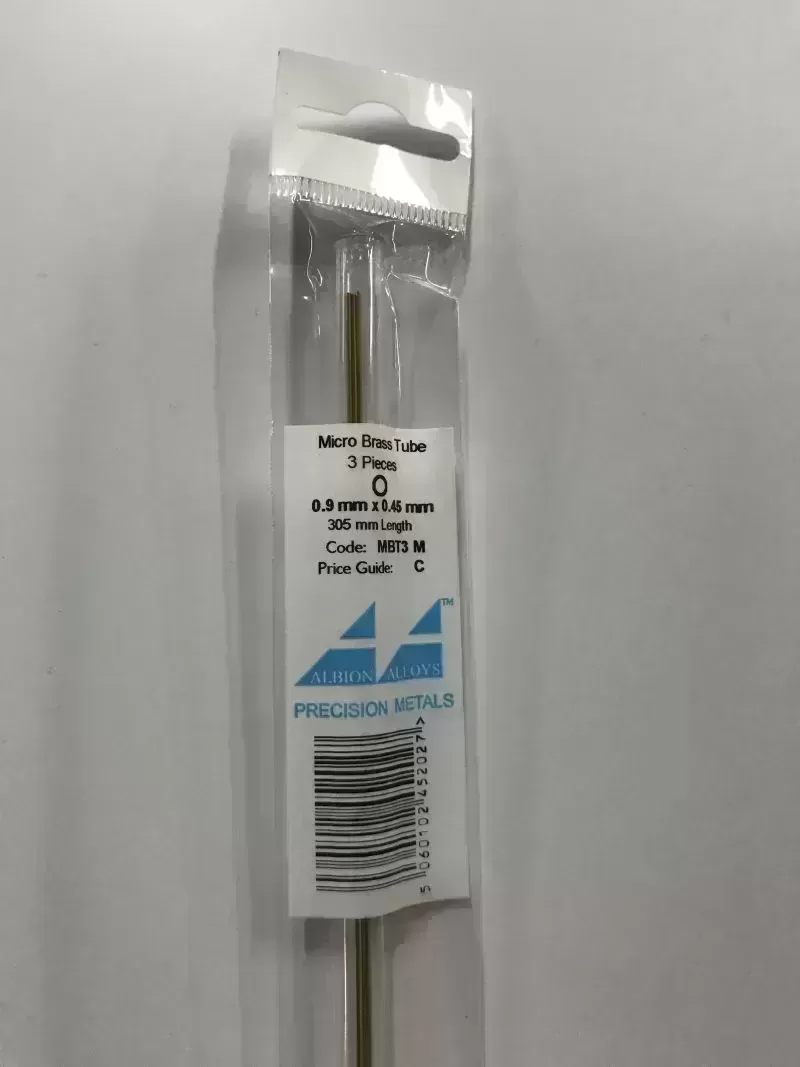 Micro Brass Tube
3 Pieces
0.9 mm x 0.45 mm
305 mm Length
Code: MBT3 M
Price Guide: C
TM
ALBION ALLOYS
PRECISION METALS
5 060102 452027 >